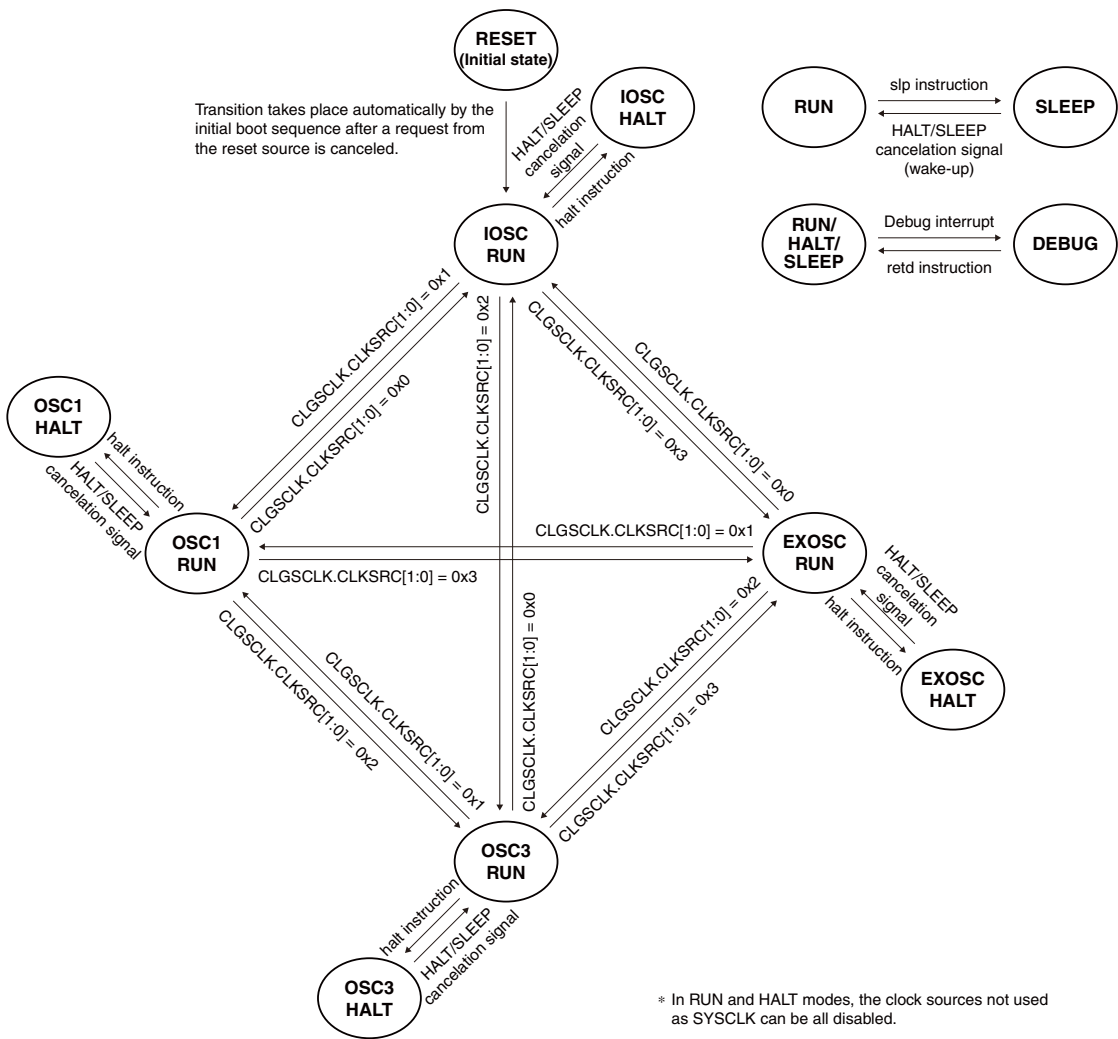 RESET
(Initial state)
Transition takes place automatically by the
initial boot sequence after a request from
the reset source is canceled.
IOSC
HALT
HALT/SLEEP
cancelation
signal
halt instruction
IOSC
RUN
RUN
slp instruction
SLEEP
HALT/SLEEP
cancelation signal
(wake-up)
RUN/
HALT/
SLEEP
Debug interrupt
DEBUG
retd instruction
CLGSCLK.CLKSRC[1:0] = 0x1
CLGSCLK.CLKSRC[1:0] = 0x0
CLGSCLK.CLKSRC[1:0] = 0x2
CLGSCLK.CLKSRC[1:0] = 0x3
CLGSCLK.CLKSRC[1:0] = 0x0
OSC1
HALT
halt instruction
HALT/SLEEP
cancelation signal
OSC1
RUN
CLGSCLK.CLKSRC[1:0] = 0x1
CLGSCLK.CLKSRC[1:0] = 0x3
EXOSC
RUN
HALT/SLEEP
cancelation
signal
halt instruction
EXOSC
HALT
CLGSCLK.CLKSRC[1:0] = 0x2
CLGSCLK.CLKSRC[1:0] = 0x1
CLGSCLK.CLKSRC[1:0] = 0x0
CLGSCLK.CLKSRC[1:0] = 0x2
CLGSCLK.CLKSRC[1:0] = 0x3
OSC3
RUN
halt instruction
HALT/SLEEP
cancelation signal
OSC3
HALT
* In RUN and HALT modes, the clock sources not used
as SYSCLK can be all disabled.